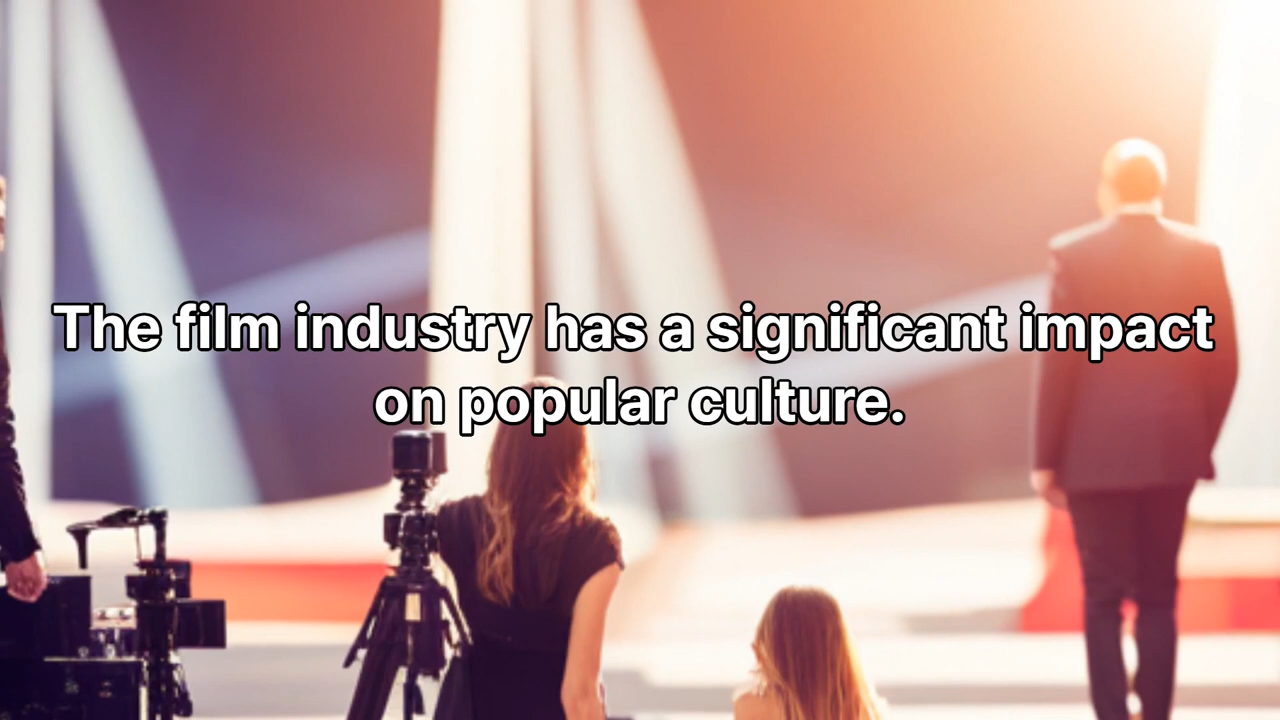 The film industry has a significant impact
on popular culture.